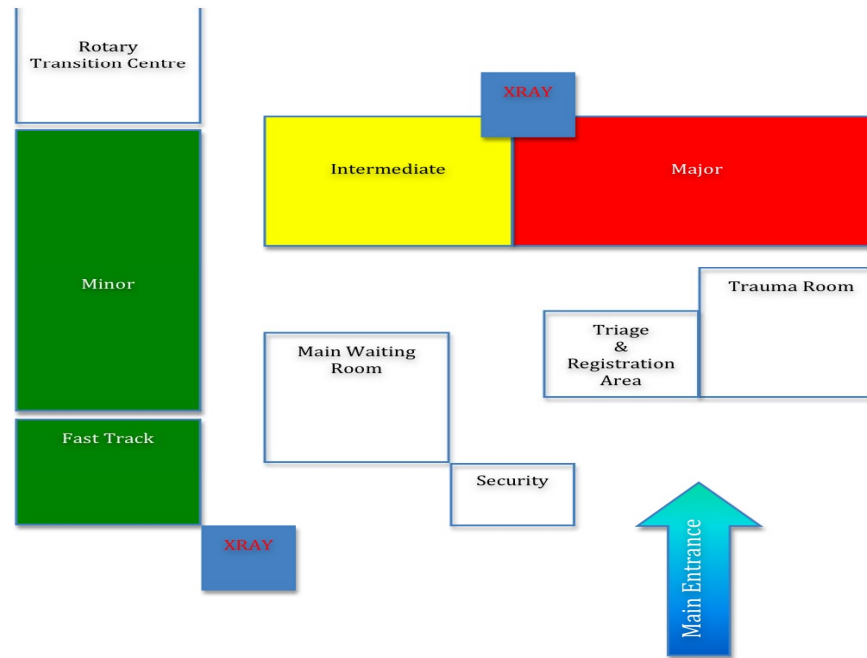 Rotary
Transition Centre
XRAY
Intermediate
Major
Minor
Trauma Room
Triage
&
Registration
Area
Main Waiting
Room
Fast Track
Security
XRAY
Main Entrance